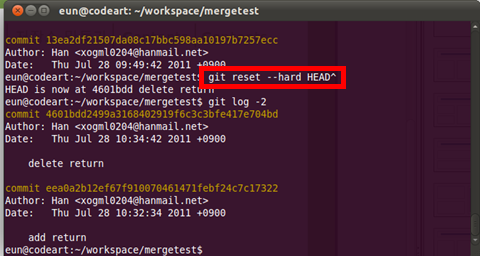 eun@codeart: ~/workspace/mergetest
commit 13ea2df21507da08c17bbc598aa10197b7257ecc
Author: Han <xogml0204@hanmail.net>
Date:   Thu Jul 28 09:49:42 2011 +0900
eun@codeart:~/workspace/mergetest$ git reset --hard HEAD^
HEAD is now at 4601bdd delete return
eun@codeart:~/workspace/mergetest$ git log -2
commit 4601bdd2499a3168402919f6c3c3bfe417e704bd
Author: Han <xogml0204@hanmail.net>
Date:   Thu Jul 28 10:34:42 2011 +0900
delete return
commit eea0a2b12ef67f910070461471febf24c7c17322
Author: Han <xogml0204@hanmail.net>
Date:   Thu Jul 28 10:32:34 2011 +0900
add return
eun@codeart:~/workspace/mergetest$